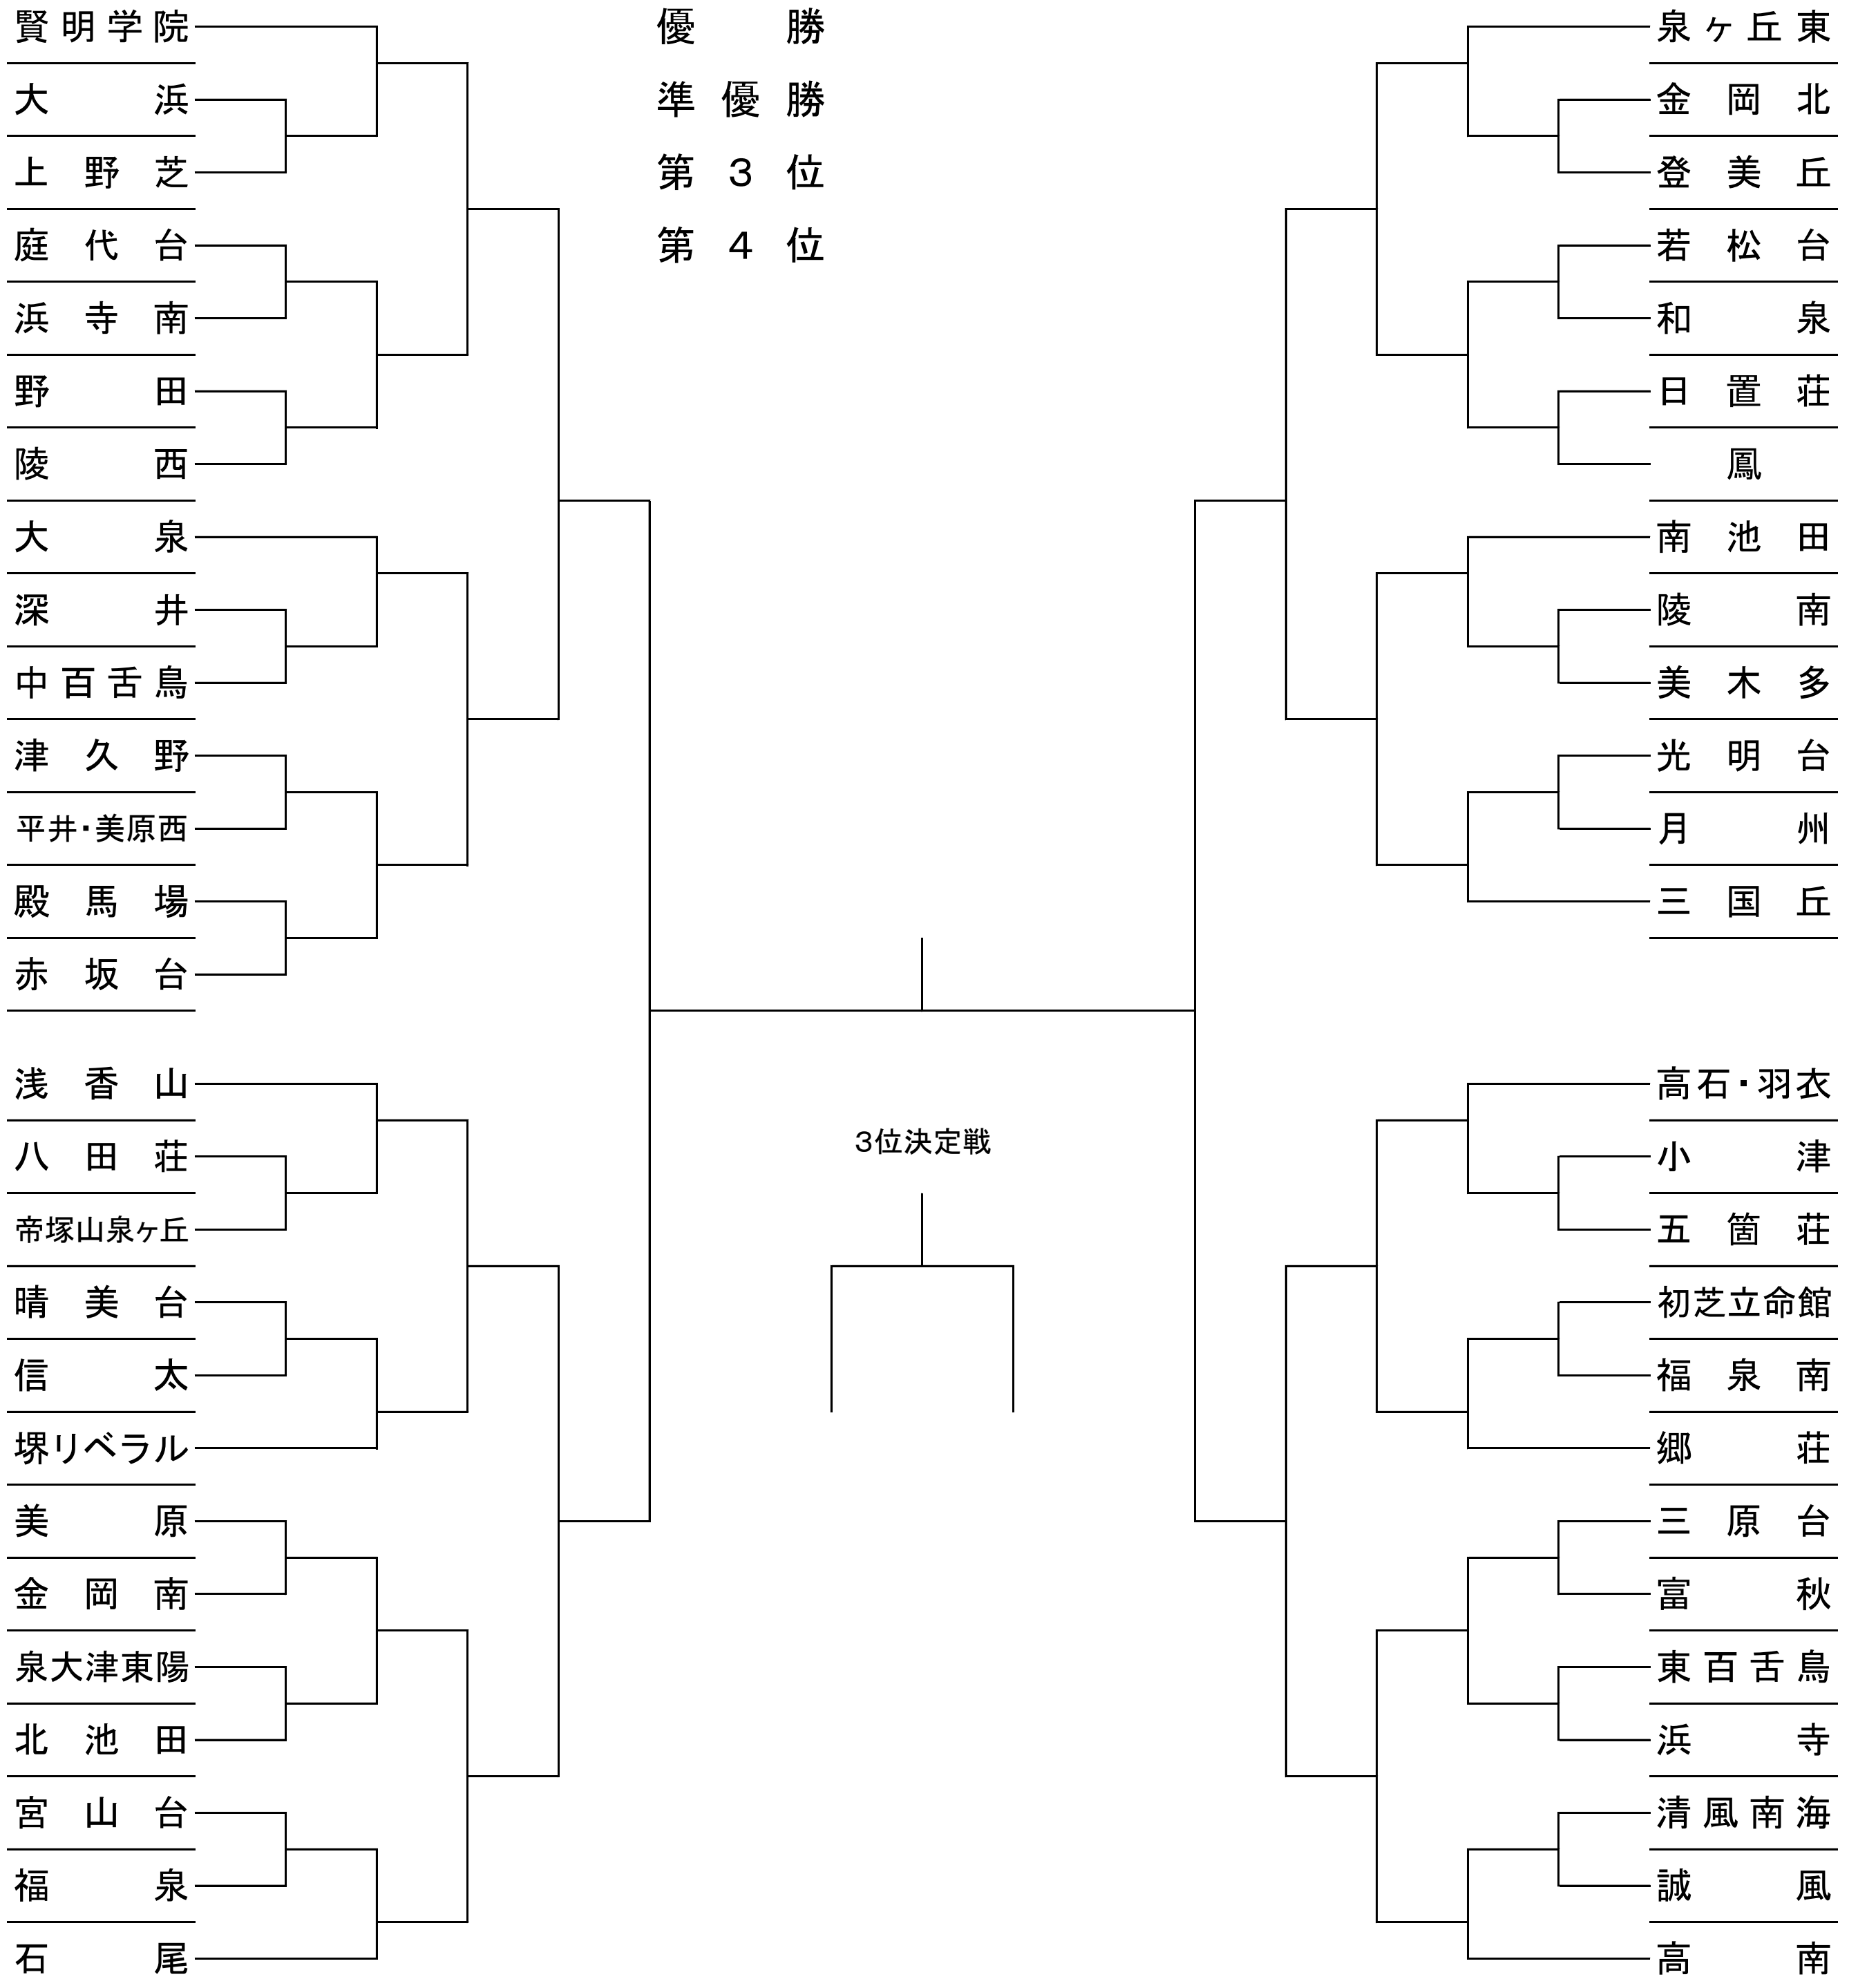 賢明学院
大浜
上野芝
庭代台
浜寺南
野田
陵西
大泉
深井
中百舌鳥
津久野
平井・美原西
殿馬場
赤坂台
浅香山
八田荘
帝塚山泉ヶ丘
晴美台
信太
堺リベラル
美原
金岡南
泉大津東陽
北池田
宮山台
福泉
石尾
優勝
準優勝
第3位
第4位
3位決定戦
泉ヶ丘東
金岡北
登美丘
若松台
和泉
日置荘
鳳
南池田
陵南
美木多
光明台
月州
三国丘
高石・羽衣
小津
五箇荘
初芝立命館
福泉南
郷荘
三原台
富秋
東百舌鳥
浜寺
清風南海
誠風
高南